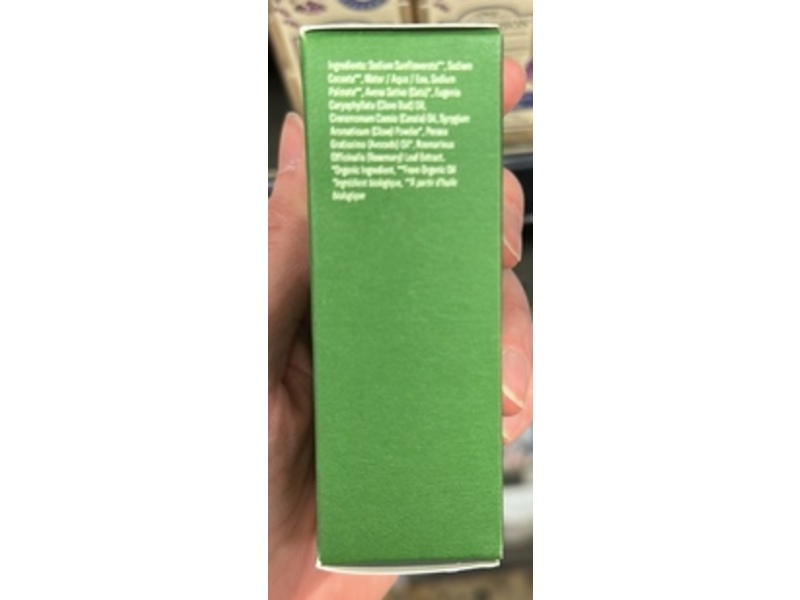 Ingredients: Sodium Sunflowerate**, Sodium
Cocoate**, Water / Aqua / Eau, Sodium
Palmate**, Avena Sativa (Oats)*, Eugenia
Caryophyllata (Clove Bud) Oil,
Cinnamomum Cassia (Cassia) Oil, Syzygium
Aromaticum (Clove) Powder*, Persea
Gratissima (Avocado) Oil*, Rosmarinus
Officinalis (Rosemary) Leaf Extract.
*Organic Ingredient, **From Organic Oil
*Ingrédient biologique, **À partir d'huile
biologique